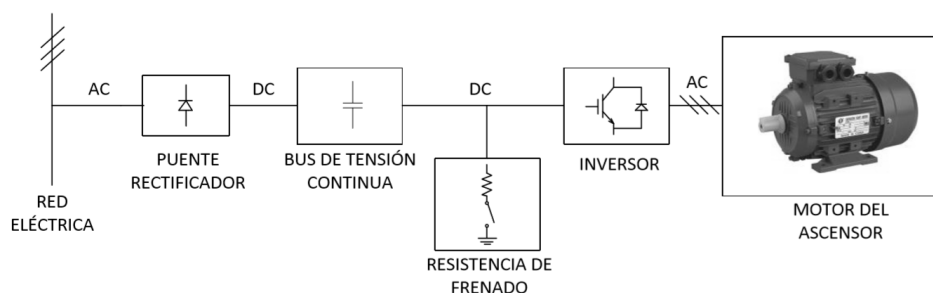 AC
DC
DC
AC
PUENTE
RECTIFICADOR
BUS DE TENSIÓN
CONTINUA
INVERSOR
RED
ELÉCTRICA
MOTOR DEL
ASCENSOR
RESISTENCIA DE
FRENADO